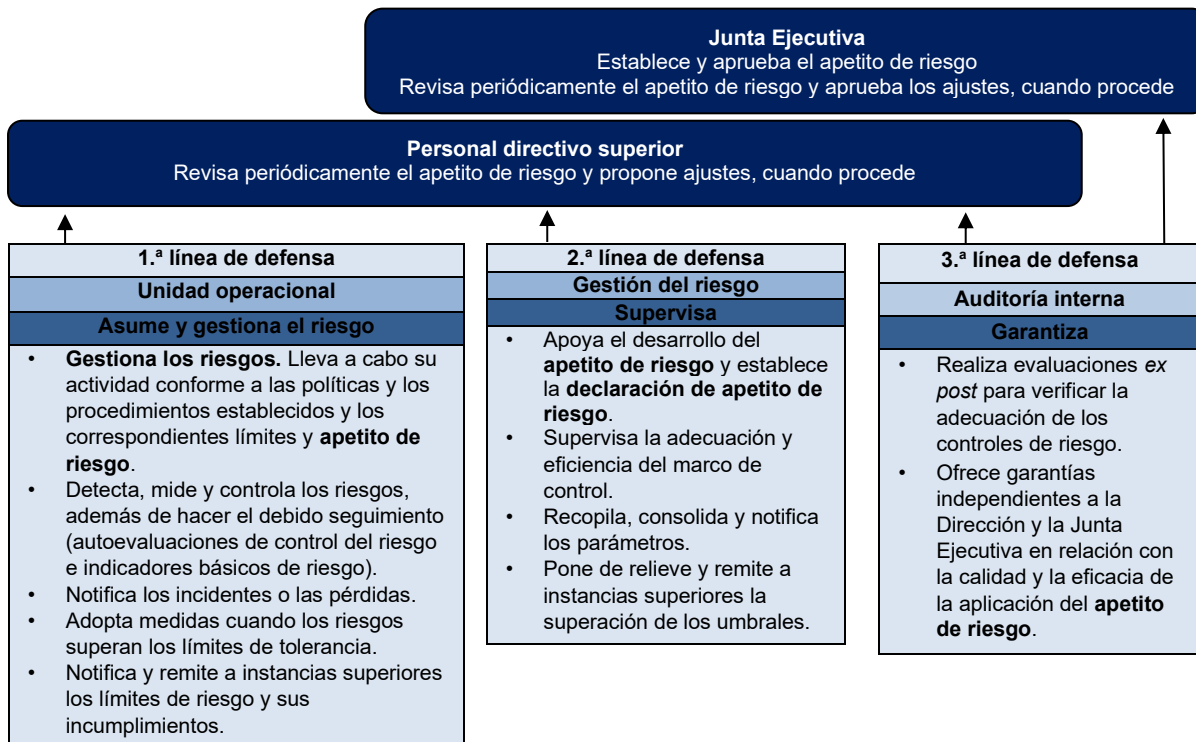 Junta Ejecutiva
Establece y aprueba el apetito de riesgo
Revisa periódicamente el apetito de riesgo y aprueba los ajustes, cuando procede
Personal directivo superior
Revisa periódicamente el apetito de riesgo y propone ajustes, cuando procede
1.ª línea de defensa
Unidad operacional
Asume y gestiona el riesgo
• Gestiona los riesgos. Lleva a cabo su
actividad conforme a las políticas y los
procedimientos establecidos y los
correspondientes límites y apetito de
riesgo.
• Detecta, mide y controla los riesgos,
además de hacer el debido seguimiento
(autoevaluaciones de control del riesgo
e indicadores básicos de riesgo).
• Notifica los incidentes o las pérdidas.
• Adopta medidas cuando los riesgos
superan los límites de tolerancia.
• Notifica y remite a instancias superiores
los límites de riesgo y sus
incumplimientos.
2.ª línea de defensa
Gestión del riesgo
Supervisa
• Apoya el desarrollo del
apetito de riesgo y establece
la declaración de apetito de
riesgo.
• Supervisa la adecuación y
eficiencia del marco de
control.
• Recopila, consolida y notifica
los parámetros.
• Pone de relieve y remite a
instancias superiores la
superación de los umbrales.
3.ª línea de defensa
Auditoría interna
Garantiza
• Realiza evaluaciones ex
post para verificar la
adecuación de los
controles de riesgo.
• Ofrece garantías
independientes a la
Dirección y la Junta
Ejecutiva en relación con
la calidad y la eficacia de
la aplicación del apetito
de riesgo.